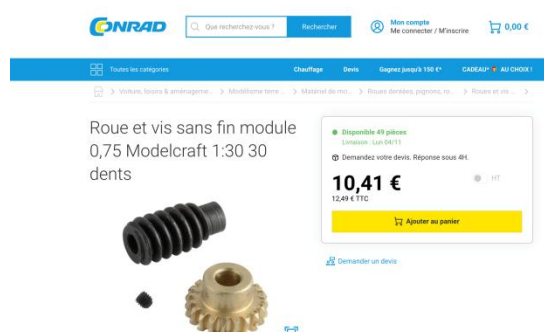 CONRAD
Que recherchez-vous ?
Rechercher
Mon compte
Me connecter / M'inscrire
0,00 €
Toutes les catégories
Chauffage
Devis
Gagnez jusqu'à 150 €*
CADEAU* AU CHOIX !
Voiture, loisirs & aménageme...
Modélisme terre...
Matériel de mo...
Roues dentées, pignons, ro...
Roues et vis ...
Roue et vis sans fin module
0,75 Modelcraft 1:30 30
dents
Disponible 49 pièces
Livraison : Lun 04/11
Demandez votre devis. Réponse sous 4H.
10,41 €
HT
12,49 € TTC
Ajouter au panier
Demander un devis